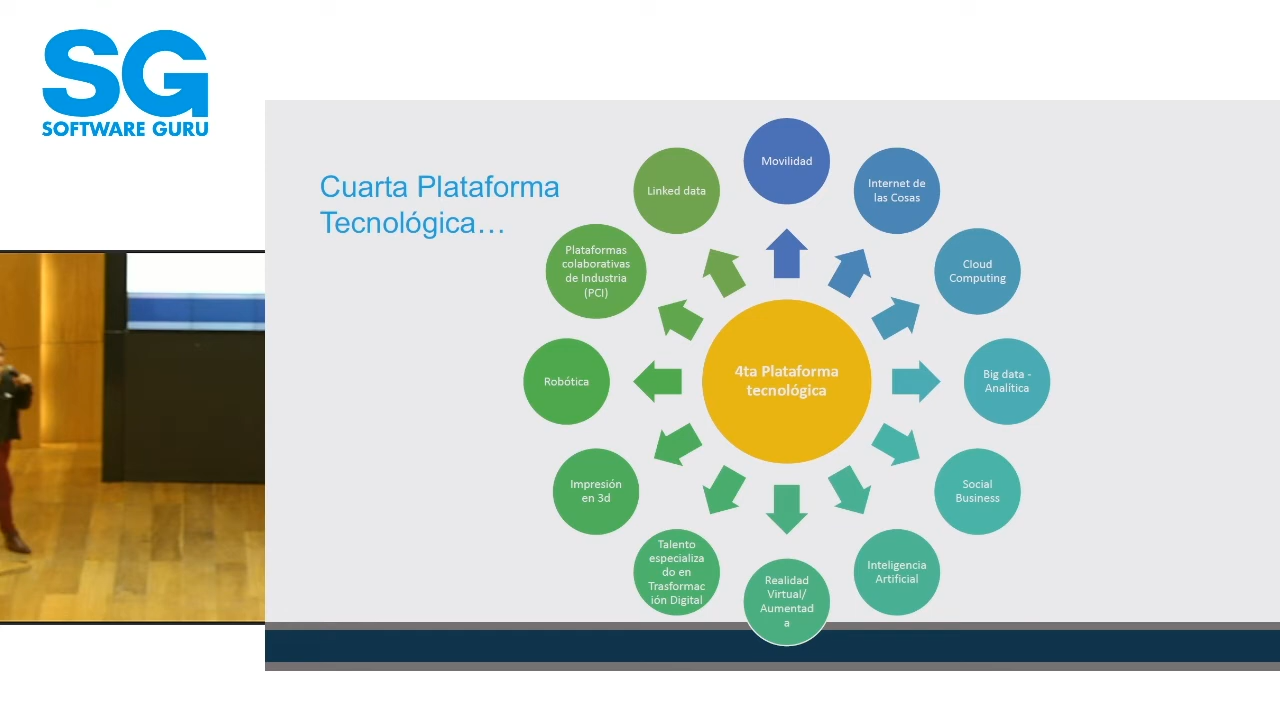 SG
SOFTWARE GURU
Cuarta Plataforma
Tecnológica…
Movilidad
Internet de
las Cosas
Cloud
Computing
Big data -
Analítica
Social
Business
Inteligencia
Artificial
Realidad
Virtual/
Aumentad
a
Talento
especializa
do en
Trasformac
ión Digital
Impresión
en 3d
Robótica
Plataformas
colaborativas
de Industria
(PCI)
Linked data
4ta Plataforma
tecnológica